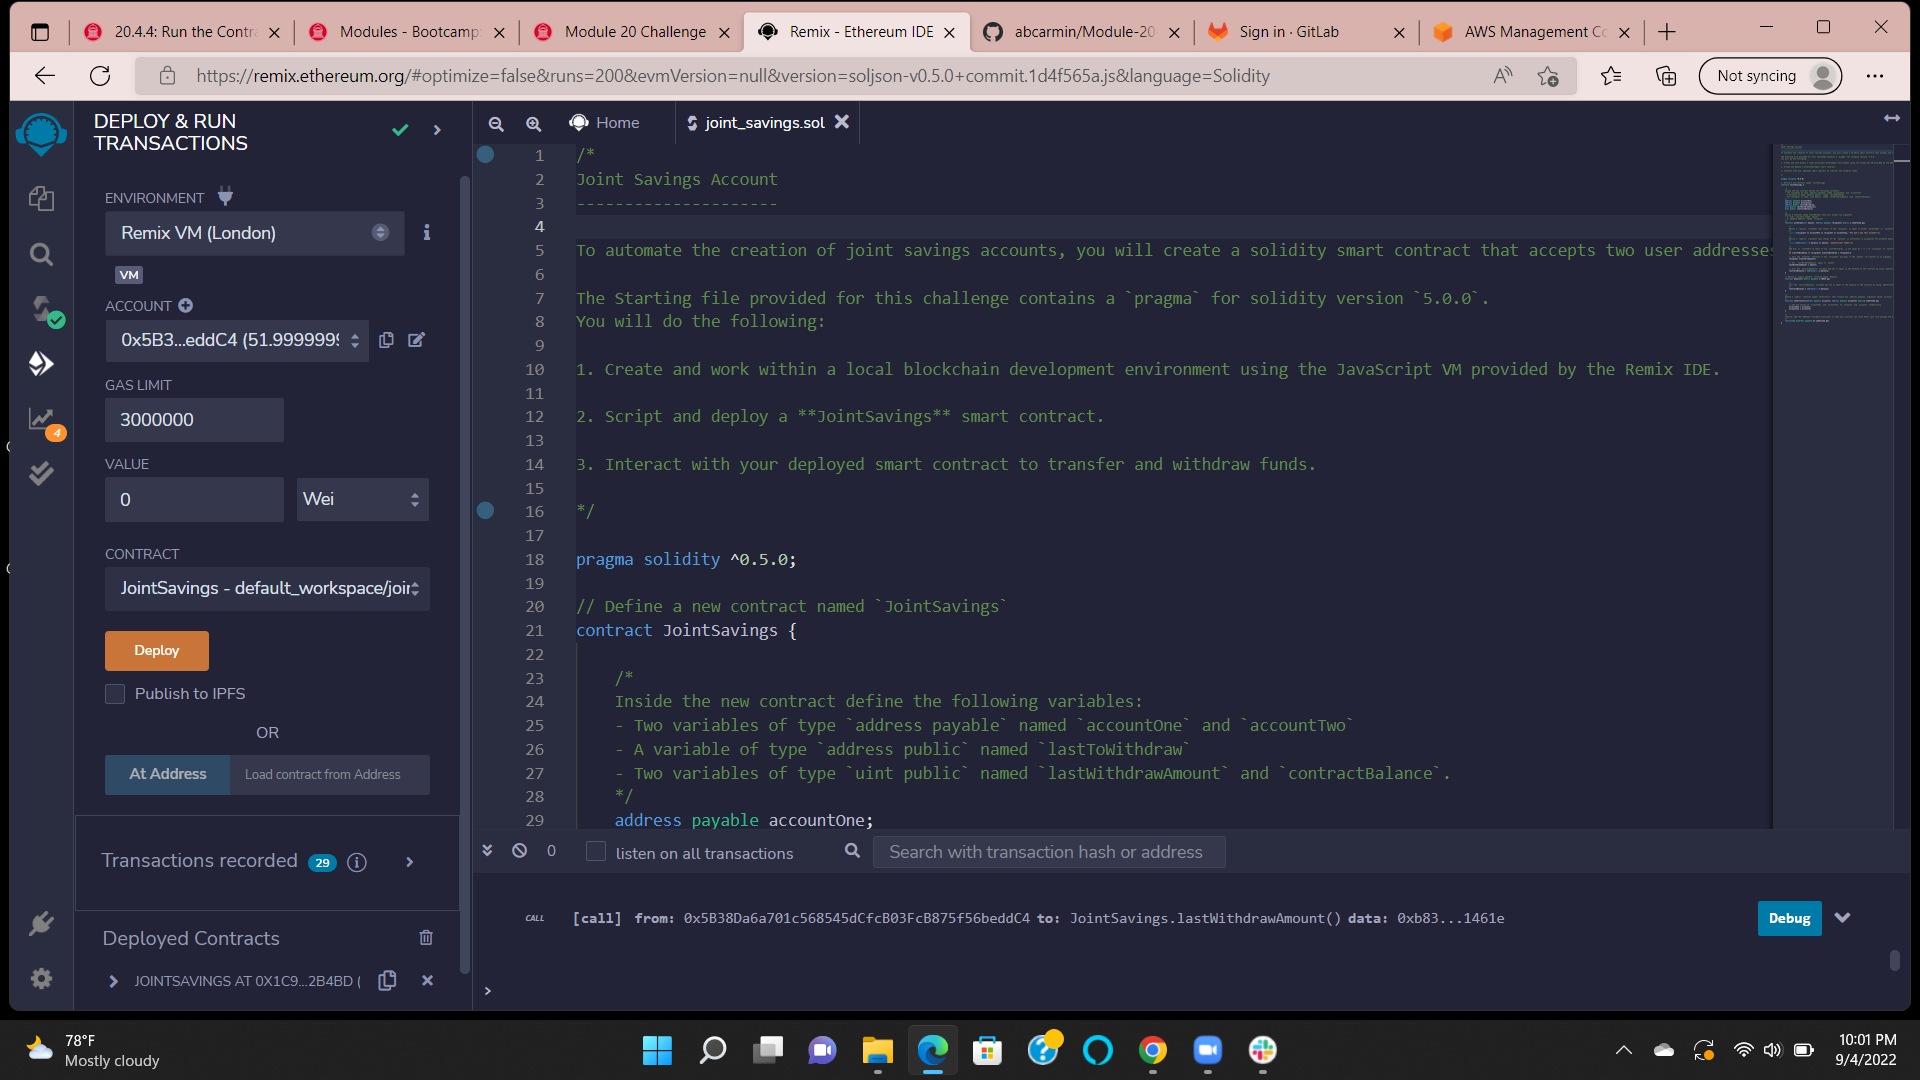 20.4.4: Run the Contra
Modules - Bootcamp:
Module 20 Challenge
Remix - Ethereum IDE
abcarmin/Module-20
Sign in · GitLab
AWS Management Co
https://remix.ethereum.org/#optimize=false&runs=200&evmVersion=null&version=soljson-v0.5.0+commit.1d4f565a.js&language=Solidity
Not syncing
DEPLOY & RUN
TRANSACTIONS
ENVIRONMENT
Remix VM (London)
VM
ACCOUNT
0x5B3...eddC4 (51.9999999
GAS LIMIT
3000000
VALUE
0
Wei
CONTRACT
JointSavings - default_workspace/join
Deploy
Publish to IPFS
OR
At Address
Load contract from Address
Transactions recorded 29
Deployed Contracts
JOINTSAVINGS AT 0X1C9...2B4BD (
4
Home
joint_savings.sol
1 /*
2 Joint Savings Account
3 ---------------------
4
5 To automate the creation of joint savings accounts, you will create a solidity smart contract that accepts two user addresses
6
7 The Starting file provided for this challenge contains a `pragma` for solidity version `5.0.0`.
8 You will do the following:
9
10 1. Create and work within a local blockchain development environment using the JavaScript VM provided by the Remix IDE.
11
12 2. Script and deploy a **JointSavings** smart contract.
13
14 3. Interact with your deployed smart contract to transfer and withdraw funds.
15
16 */
17
18 pragma solidity ^0.5.0;
19
20 // Define a new contract named `JointSavings`
21 contract JointSavings {
22
23 /*
24 Inside the new contract define the following variables:
25 - Two variables of type `address payable` named `accountOne` and `accountTwo`
26 - A variable of type `address public` named `lastToWithdraw`
27 - Two variables of type `uint public` named `lastWithdrawAmount` and `contractBalance`.
28 */
29 address payable accountOne;
0
listen on all transactions
Search with transaction hash or address
CALL [call] from: 0x5B38Da6a701c568545dCfcB03FcB875f56beddC4 to: JointSavings.lastWithdrawAmount() data: 0xb83...1461e
Debug
>
78°F
Mostly cloudy
10:01 PM
9/4/2022